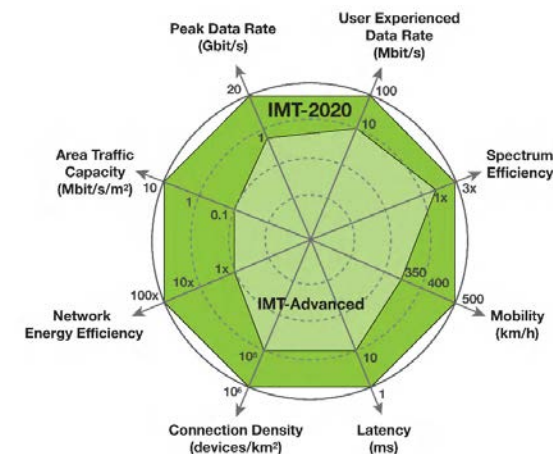 Peak Data Rate
(Gbit/s)
User Experienced
Data Rate
(Mbit/s)
20
100
IMT-2020
1
10
Area Traffic
Capacity
(Mbit/s/m²)
Spectrum
Efficiency
10
1
0.1
1x
3x
1x
350
400
500
10x
100x
IMT-Advanced
Network
Energy Efficiency
Mobility
(km/h)
10⁵
10
10⁶
1
Connection Density
(devices/km²)
Latency
(ms)